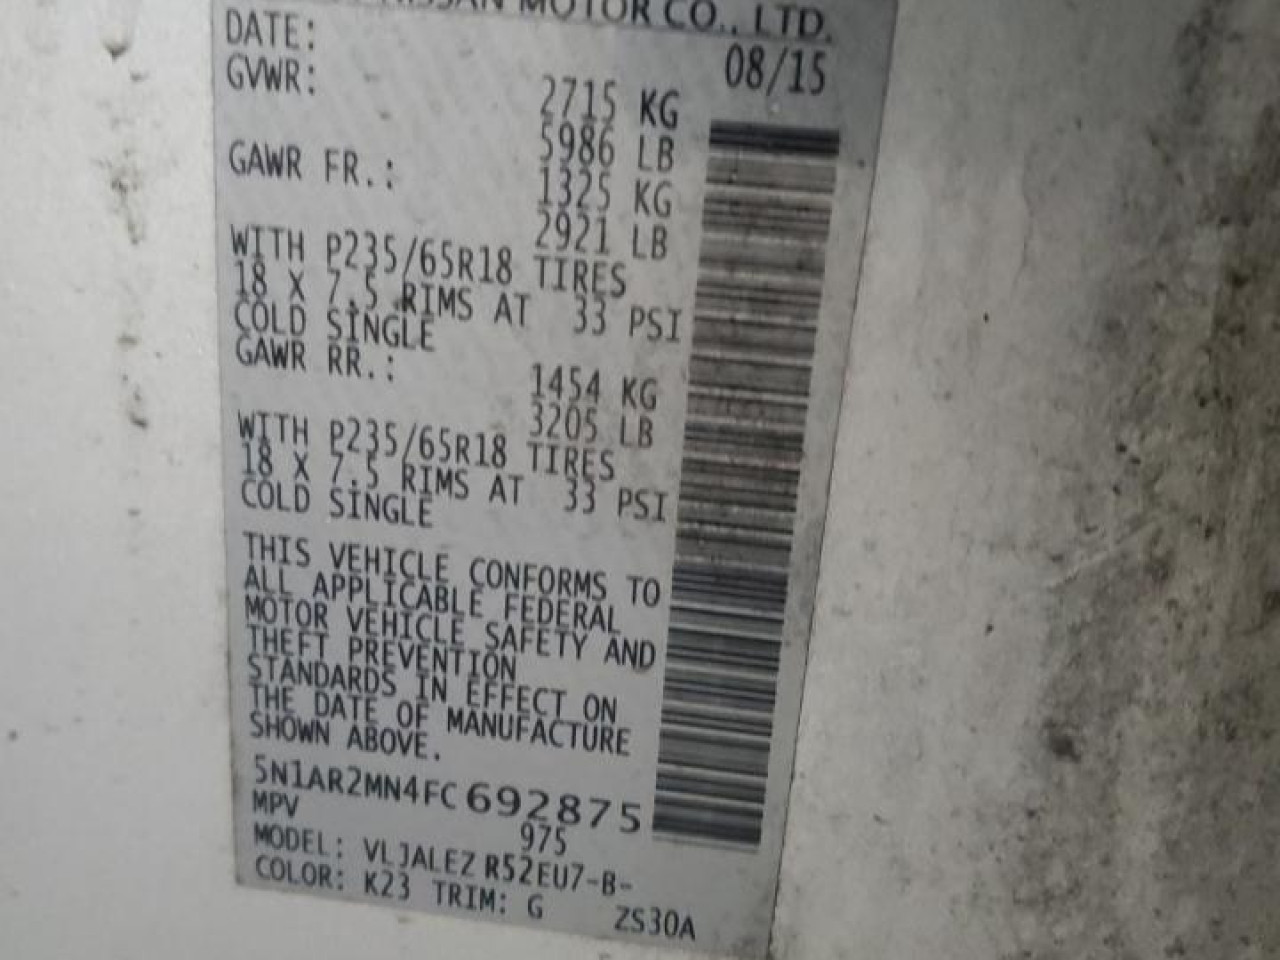 NISSAN MOTOR CO., LTD.
DATE: 08/15
GVWR: 2715 KG
5986 LB
GAWR FR.: 1325 KG
2921 LB
WITH P235/65R18 TIRES
18 X 7.5 RIMS AT 33 PSI
COLD SINGLE
GAWR RR.: 1454 KG
3205 LB
WITH P235/65R18 TIRES
18 X 7.5 RIMS AT 33 PSI
COLD SINGLE
THIS VEHICLE CONFORMS TO
ALL APPLICABLE FEDERAL
MOTOR VEHICLE SAFETY AND
THEFT PREVENTION
STANDARDS IN EFFECT ON
THE DATE OF MANUFACTURE
SHOWN ABOVE.
5N1AR2MN4FC692875
MPV 975
MODEL: VLJALEZ R52EU7-B-
COLOR: K23 TRIM: G ZS30A